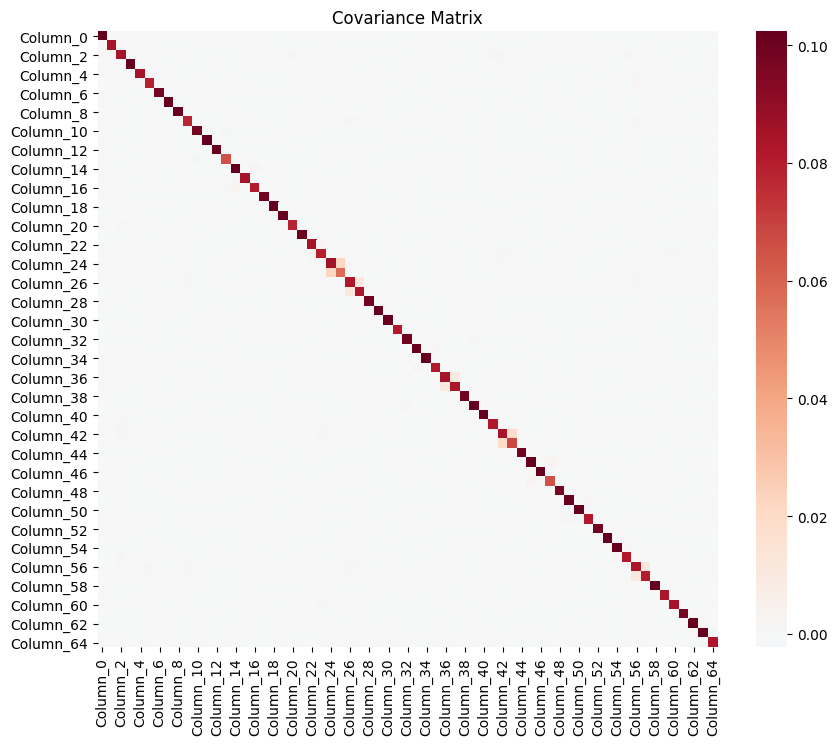 Covariance Matrix
Column_0
Column_2
Column_4
Column_6
Column_8
Column_10
Column_12
Column_14
Column_16
Column_18
Column_20
Column_22
Column_24
Column_26
Column_28
Column_30
Column_32
Column_34
Column_36
Column_38
Column_40
Column_42
Column_44
Column_46
Column_48
Column_50
Column_52
Column_54
Column_56
Column_58
Column_60
Column_62
Column_64
Column_0
Column_2
Column_4
Column_6
Column_8
Column_10
Column_12
Column_14
Column_16
Column_18
Column_20
Column_22
Column_24
Column_26
Column_28
Column_30
Column_32
Column_34
Column_36
Column_38
Column_40
Column_42
Column_44
Column_46
Column_48
Column_50
Column_52
Column_54
Column_56
Column_58
Column_60
Column_62
Column_64
0.10
0.08
0.06
0.04
0.02
0.00